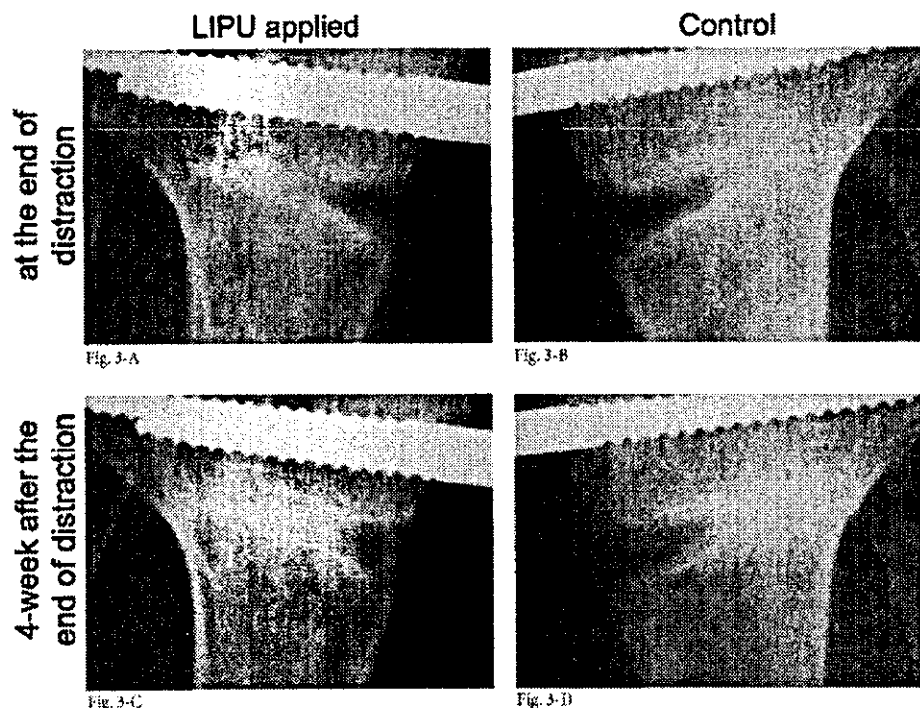 LIPU applied
Control
at the end of
distraction
Fig. 3-A
Fig. 3-B
4-week after the
end of distraction
Fig. 3-C
Fig. 3-D